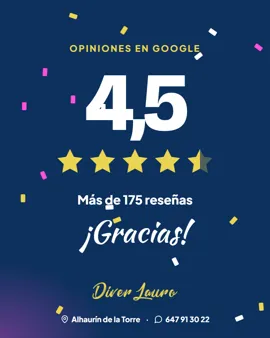 OPINIONES EN GOOGLE
4,5
Más de 175 reseñas
¡Gracias!
Diver Lauro
Alhaurín de la Torre · 647 91 30 22